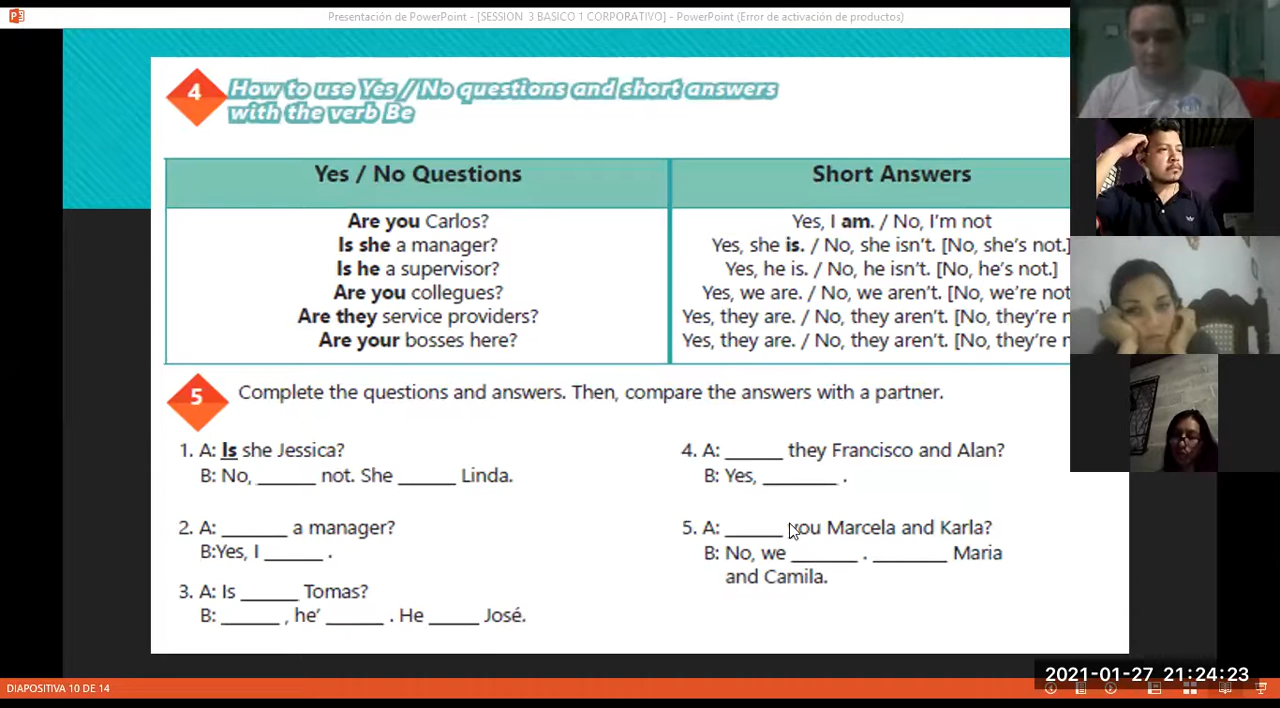 Presentación de PowerPoint - [SESSION 3 BASICO 1 CORPORATIVO] - PowerPoint (Error de activación de productos)
4
How to use Yes / No questions and short answers
with the verb Be
Yes / No Questions
Short Answers
Are you Carlos?
Yes, I am. / No, I'm not
Is she a manager?
Yes, she is. / No, she isn't. [No, she's not.]
Is he a supervisor?
Yes, he is. / No, he isn't. [No, he's not.]
Are you collegues?
Yes, we are. / No, we aren't. [No, we're not
Are they service providers?
Yes, they are. / No, they aren't. [No, they're
Are your bosses here?
Yes, they are. / No, they aren't. [No, they're
5
Complete the questions and answers. Then, compare the answers with a partner.
1. A: Is she Jessica?
B: No, ______ not. She ______ Linda.
2. A: _______ a manager?
B:Yes, I ______ .
3. A: Is ______ Tomas?
B: ______ , he' ______ . He _____ José.
4. A: ______ they Francisco and Alan?
B: Yes, ________ .
5. A: ______ you Marcela and Karla?
B: No, we _______ . ________ Maria
and Camila.
2021-01-27 21:24:23
DIAPOSITIVA 10 DE 14